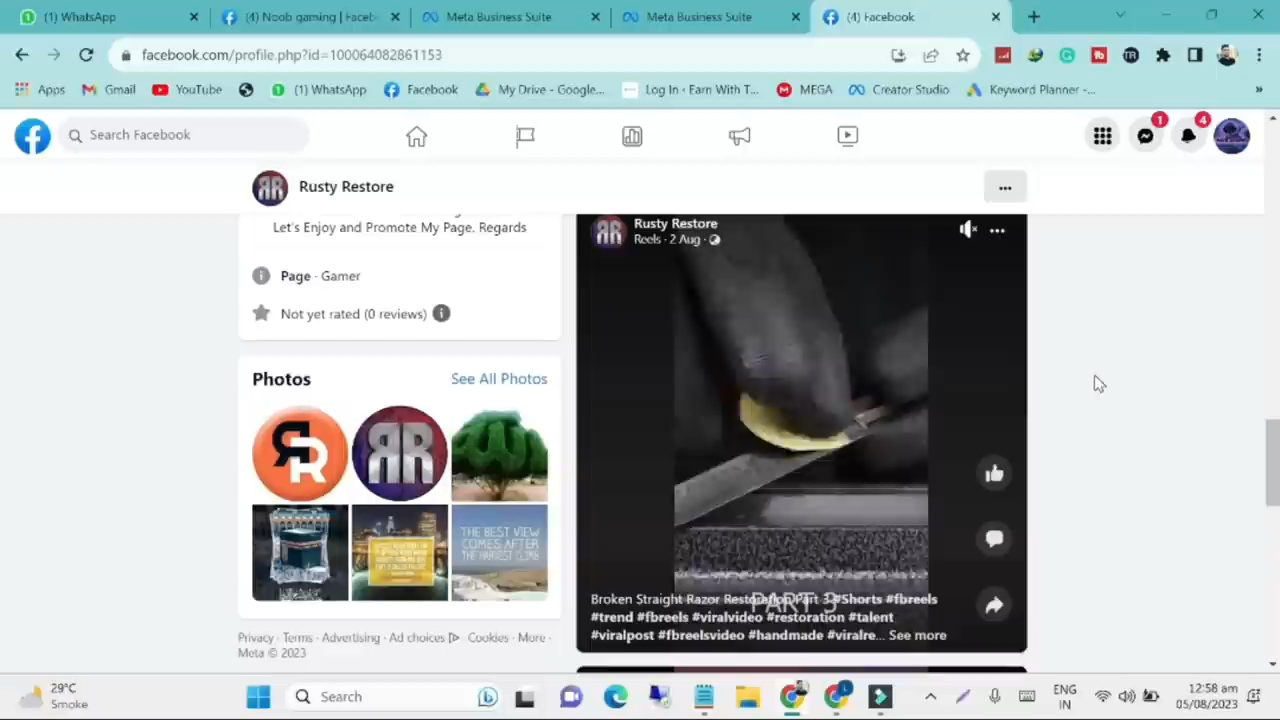 (1) WhatsApp
(4) Noob gaming | Faceb
Meta Business Suite
Meta Business Suite
(4) Facebook
facebook.com/profile.php?id=100064082861153
Apps
Gmail
YouTube
(1) WhatsApp
Facebook
My Drive - Google...
Log In ‹ Earn With T...
MEGA
Creator Studio
Keyword Planner -...
»
Search Facebook
1
4
Rusty Restore
...
Let's Enjoy and Promote My Page. Regards
Page · Gamer
Not yet rated (0 reviews)
Photos
See All Photos
THE BEST VIEW
COMES AFTER
THE HARDEST CLIMB
Privacy · Terms · Advertising · Ad choices · Cookies · More ·
Meta © 2023
Rusty Restore
Reels · 2 Aug ·
PART 3
Broken Straight Razor Restoration Part 3 #Shorts #fbreels
#trend #fbreels #viralvideo #restoration #talent
#viralpost #fbreelsvideo #handmade #viralre... See more
29°C
Smoke
Search
ENG
IN
12:58 am
05/08/2023